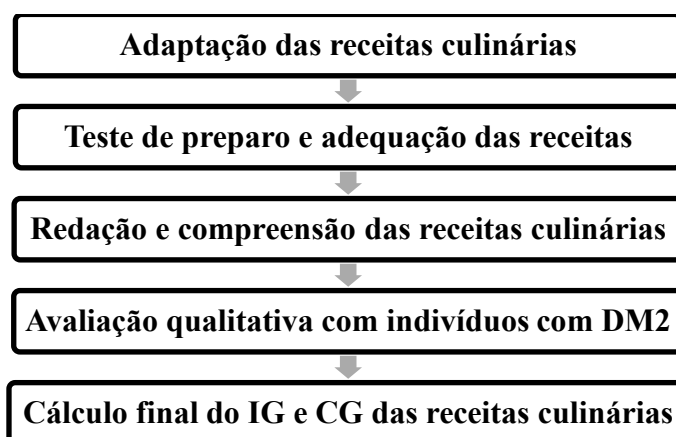 Adaptação das receitas culinárias
Teste de preparo e adequação das receitas
Redação e compreensão das receitas culinárias
Avaliação qualitativa com indivíduos com DM2
Cálculo final do IG e CG das receitas culinárias